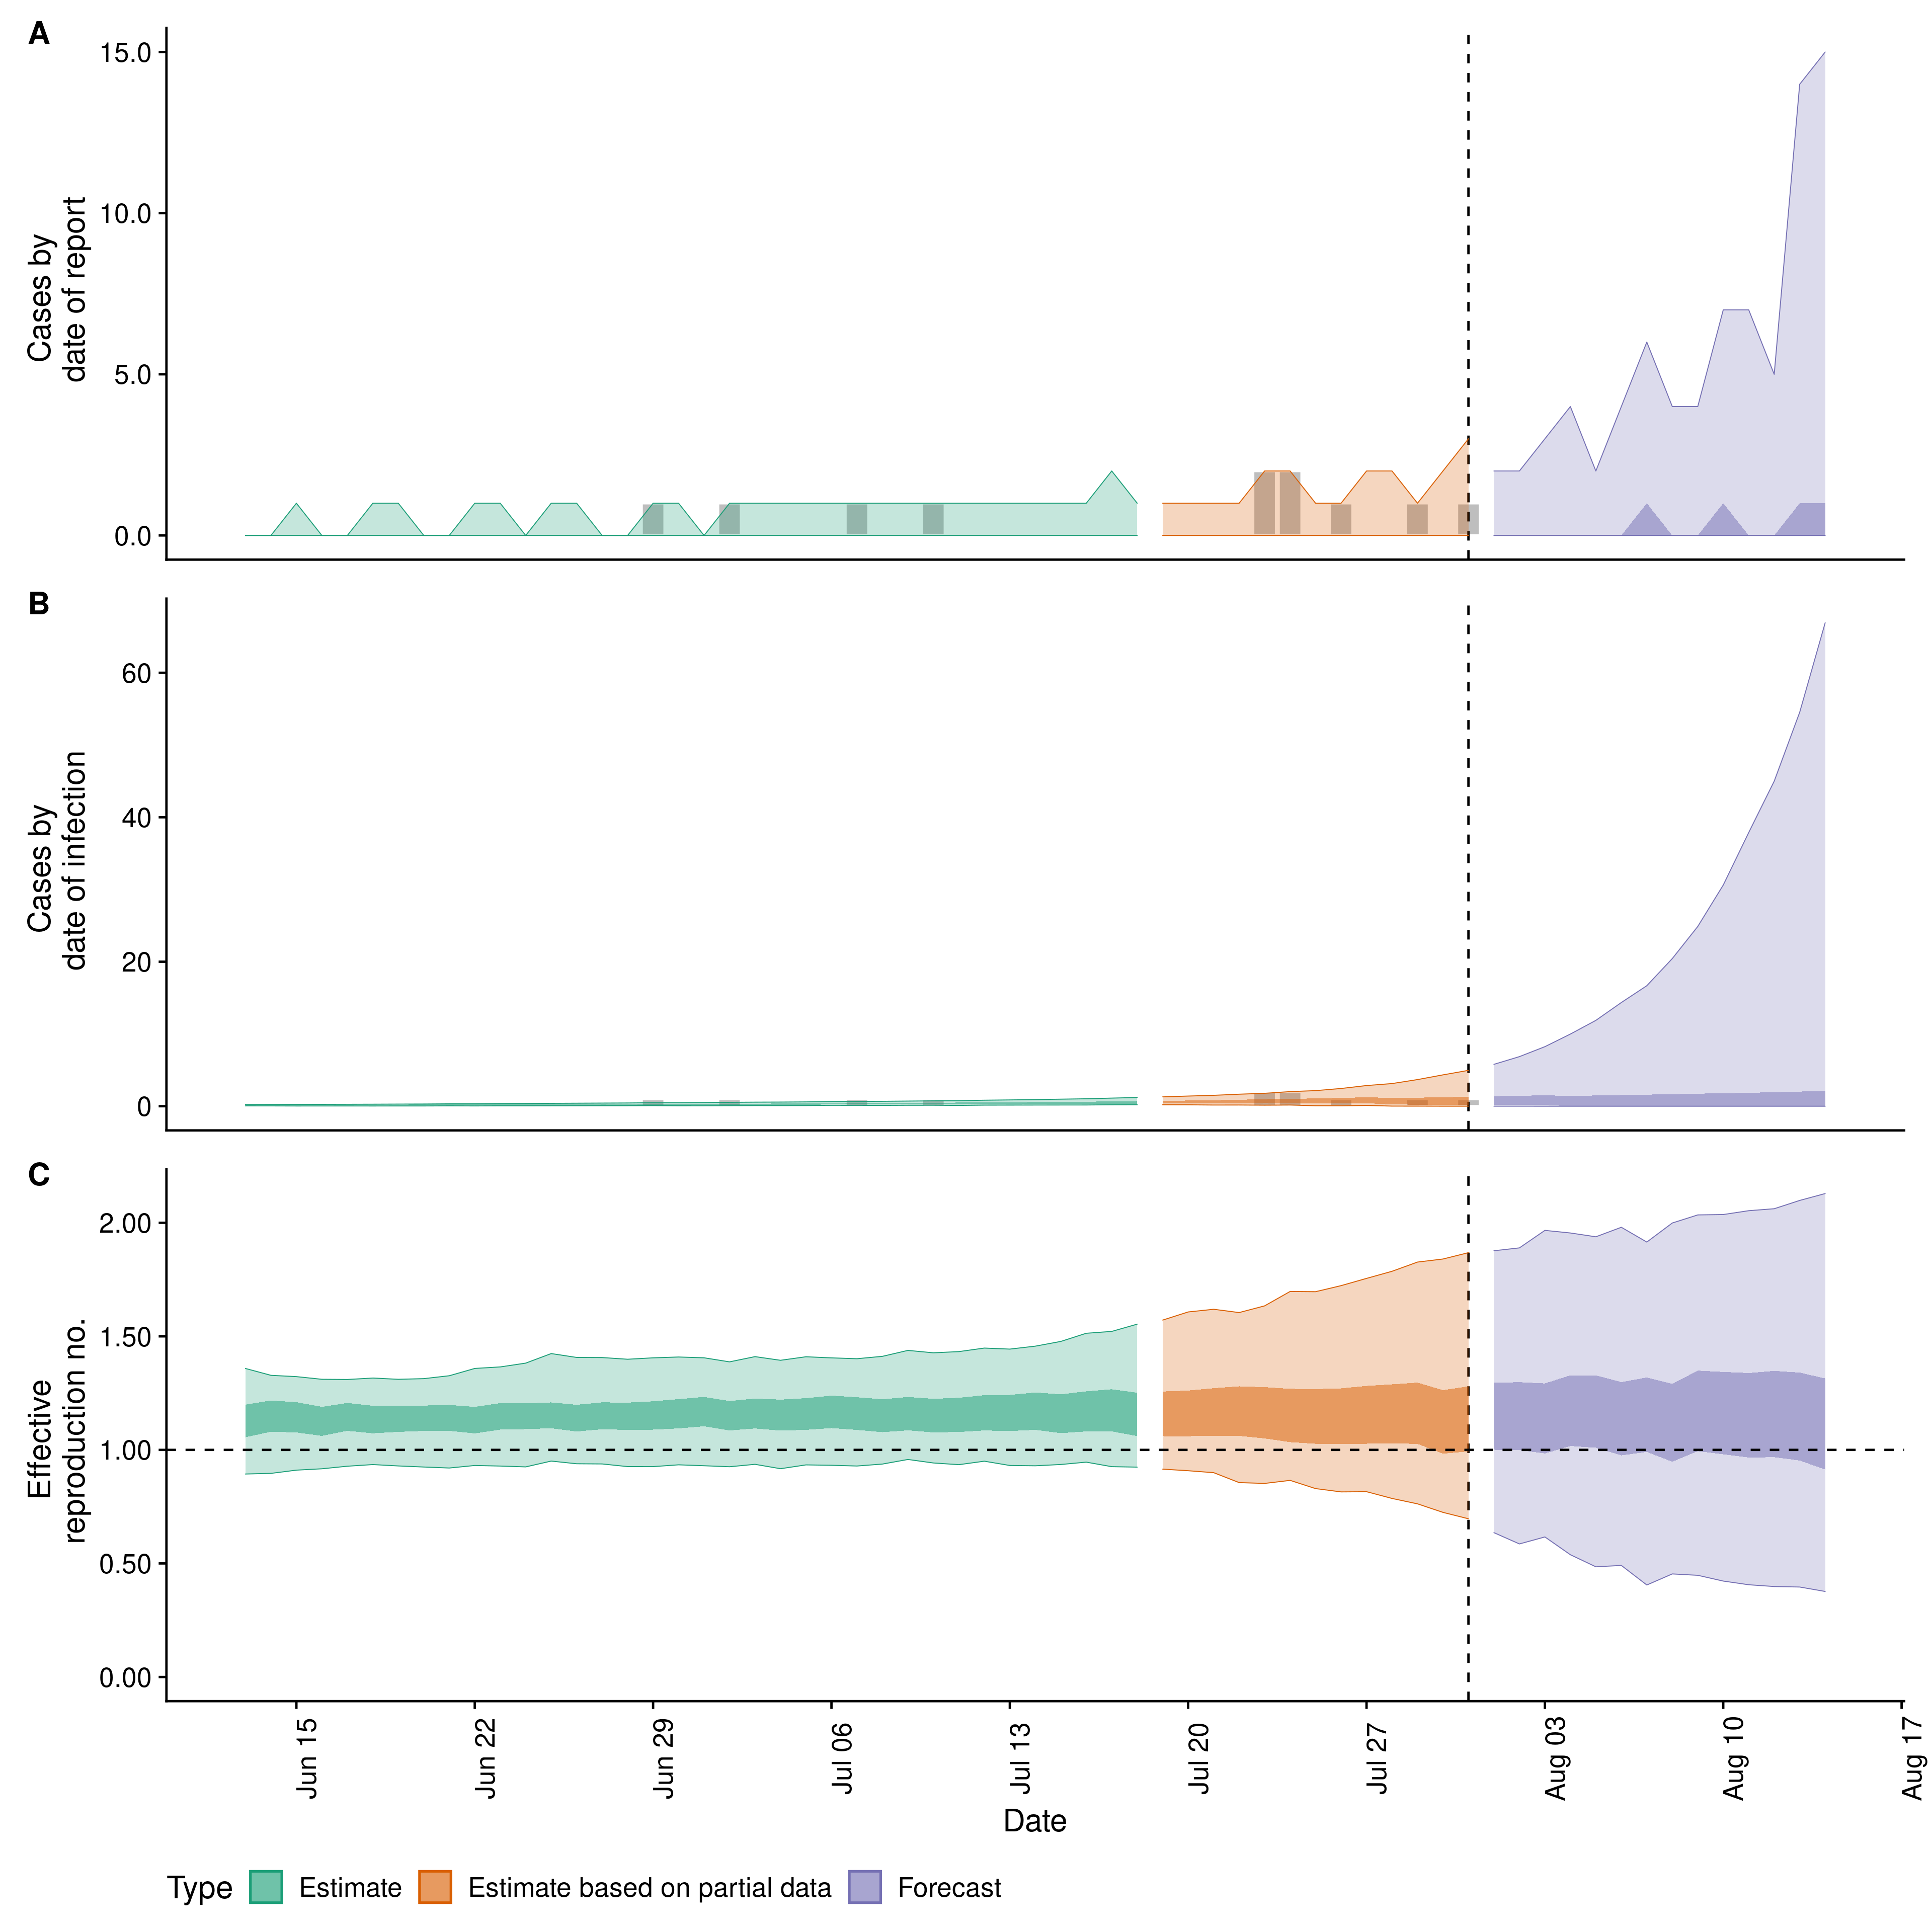 A
15.0
10.0
5.0
0.0
Cases by
date of report
B
60
40
20
0
Cases by
date of infection
C
2.00
1.50
1.00
0.50
0.00
Effective
reproduction no.
Jun 15
Jun 22
Jun 29
Jul 06
Jul 13
Jul 20
Jul 27
Aug 03
Aug 10
Aug 17
Date
Type Estimate Estimate based on partial data Forecast